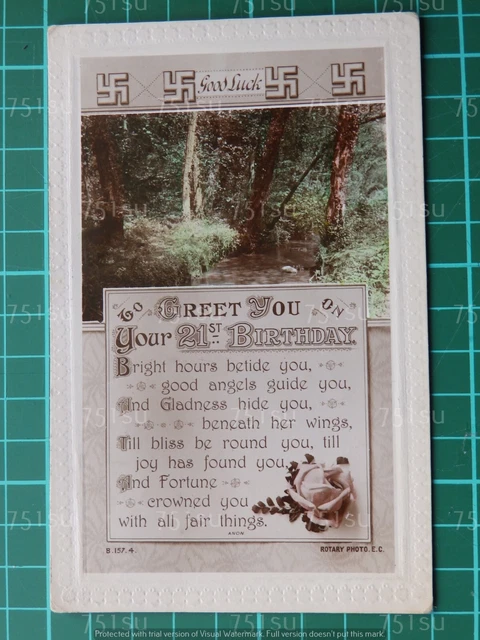 Good Luck
To Greet You on
Your 21st Birthday.
Bright hours betide you,
good angels guide you,
And Gladness hide you,
beneath her wings,
Till bliss be round you, till
joy has found you,
And Fortune
crowned you
with all fair things.
ANON.
B.157.4.
ROTARY PHOTO. E.C.
751su
Protected with trial version of Visual Watermark. Full version doesn't put this mark.